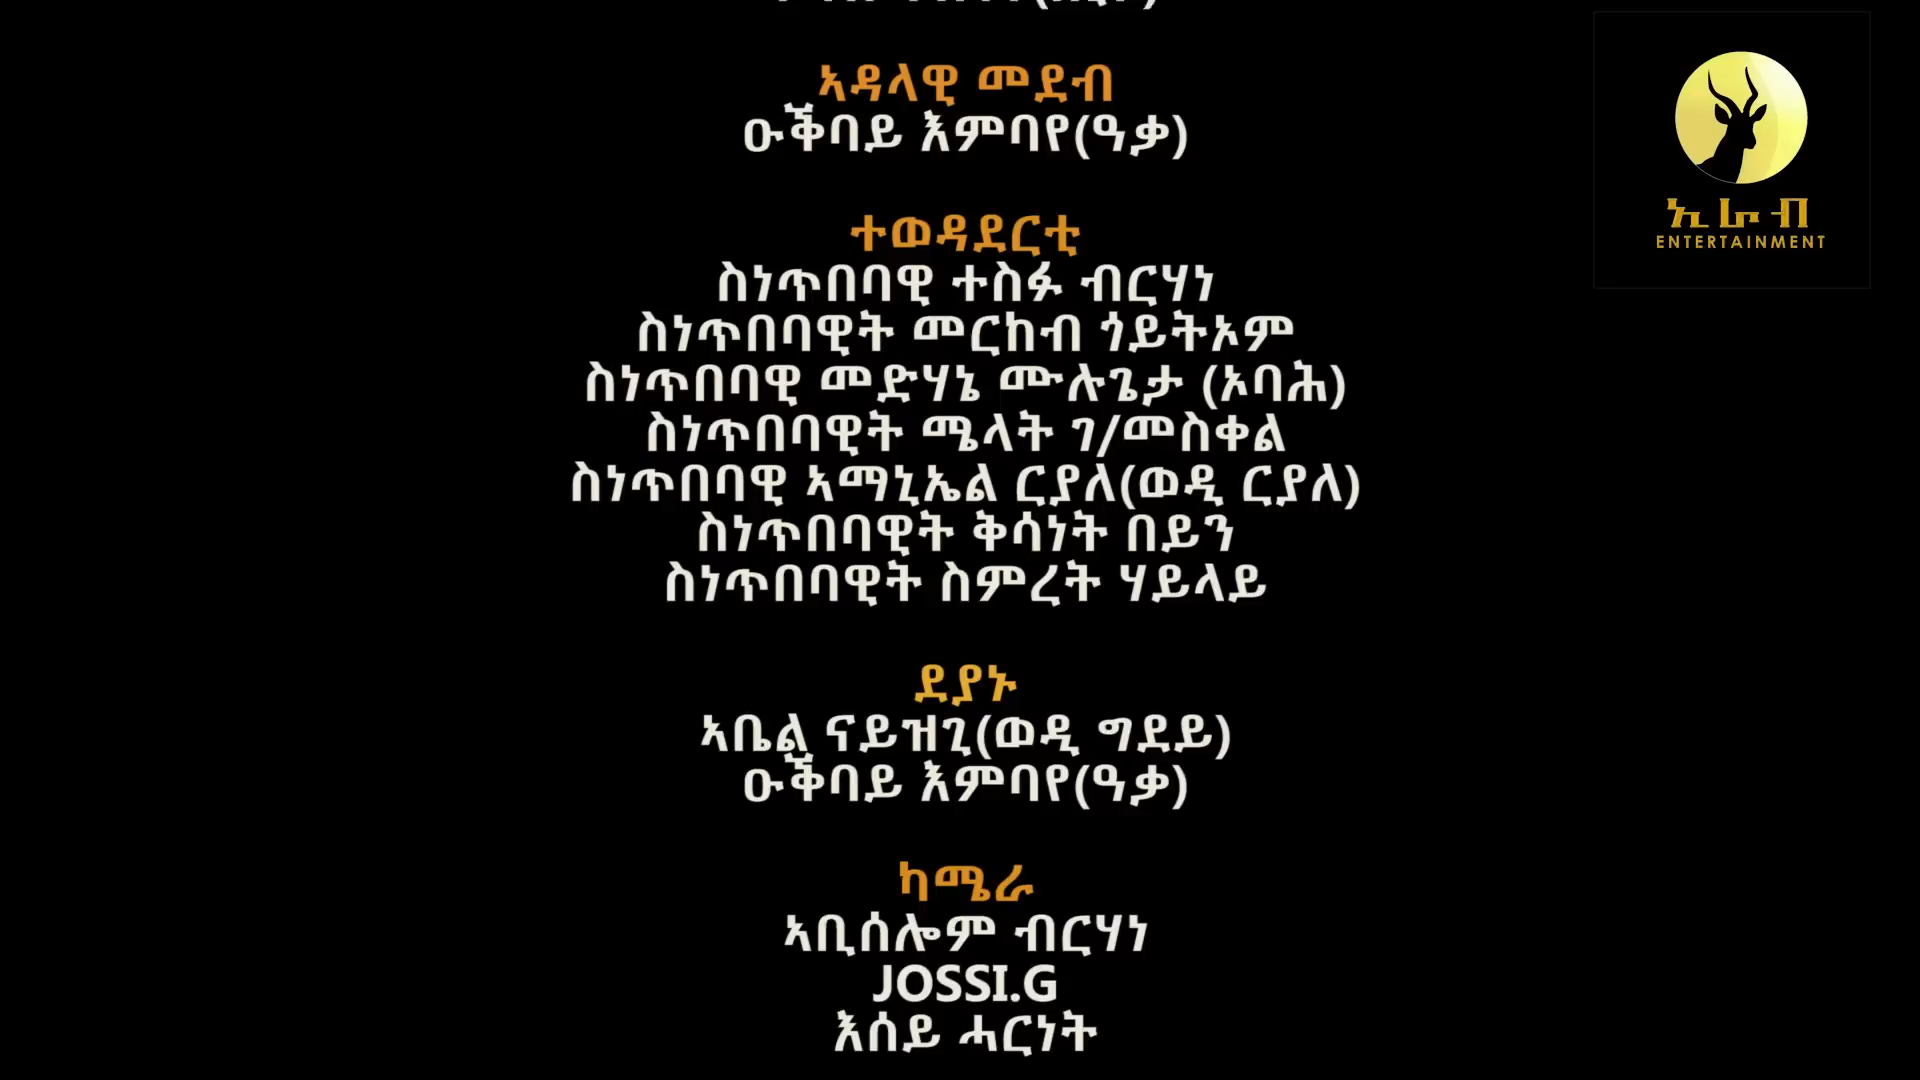 ኣዳላዊ መደብ
ዑቕባይ እምባየ(ዓቃ)
ተወዳደርቲ
ስነጥበባዊ ተስፉ ብርሃነ
ስነጥበባዊት መርከብ ጎይትኦም
ስነጥበባዊ መድሃኔ ሙሉጌታ (ኦባሕ)
ስነጥበባዊት ሜላት ገ/መስቀል
ስነጥበባዊ ኣማኒኤል ርያለ(ወዲ ርያለ)
ስነጥበባዊት ቅሳነት በይን
ስነጥበባዊት ስምረት ሃይላይ
ደያኑ
ኣቤል ናይዝጊ(ወዲ ግደይ)
ዑቕባይ እምባየ(ዓቃ)
ካሜራ
ኣቢሰሎም ብርሃነ
JOSSI.G
እሰይ ሓርነት
ኢሮብ
ENTERTAINMENT